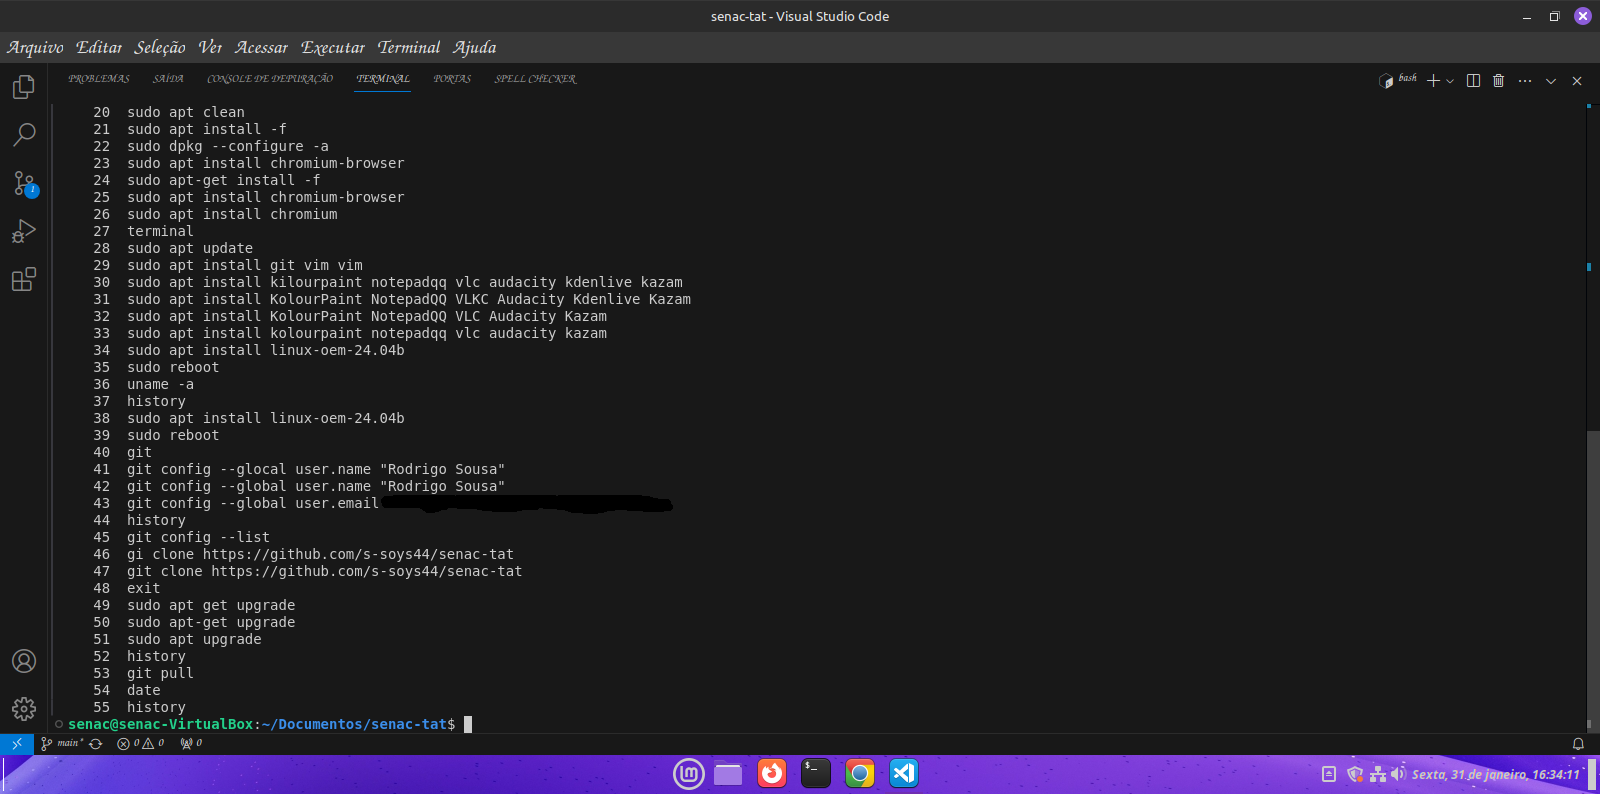 senac-tat - Visual Studio Code
Arquivo Editar Seleção Ver Acessar Executar Terminal Ajuda
PROBLEMAS SAÍDA CONSOLE DE DEPURAÇÃO TERMINAL PORTAS SPELL CHECKER
bash
20 sudo apt clean
21 sudo apt install -f
22 sudo dpkg --configure -a
23 sudo apt install chromium-browser
24 sudo apt-get install -f
25 sudo apt install chromium-browser
26 sudo apt install chromium
27 terminal
28 sudo apt update
29 sudo apt install git vim vim
30 sudo apt install kilourpaint notepadqq vlc audacity kdenlive kazam
31 sudo apt install KolourPaint NotepadQQ VLKC Audacity Kdenlive Kazam
32 sudo apt install KolourPaint NotepadQQ VLC Audacity Kazam
33 sudo apt install kolourpaint notepadqq vlc audacity kazam
34 sudo apt install linux-oem-24.04b
35 sudo reboot
36 uname -a
37 history
38 sudo apt install linux-oem-24.04b
39 sudo reboot
40 git
41 git config --glocal user.name "Rodrigo Sousa"
42 git config --global user.name "Rodrigo Sousa"
43 git config --global user.email
44 history
45 git config --list
46 gi clone https://github.com/s-soys44/senac-tat
47 git clone https://github.com/s-soys44/senac-tat
48 exit
49 sudo apt get upgrade
50 sudo apt-get upgrade
51 sudo apt upgrade
52 history
53 git pull
54 date
55 history
senac@senac-VirtualBox:~/Documentos/senac-tat$
1
main* 0 0 0
Sexta, 31 de janeiro, 16:34:11